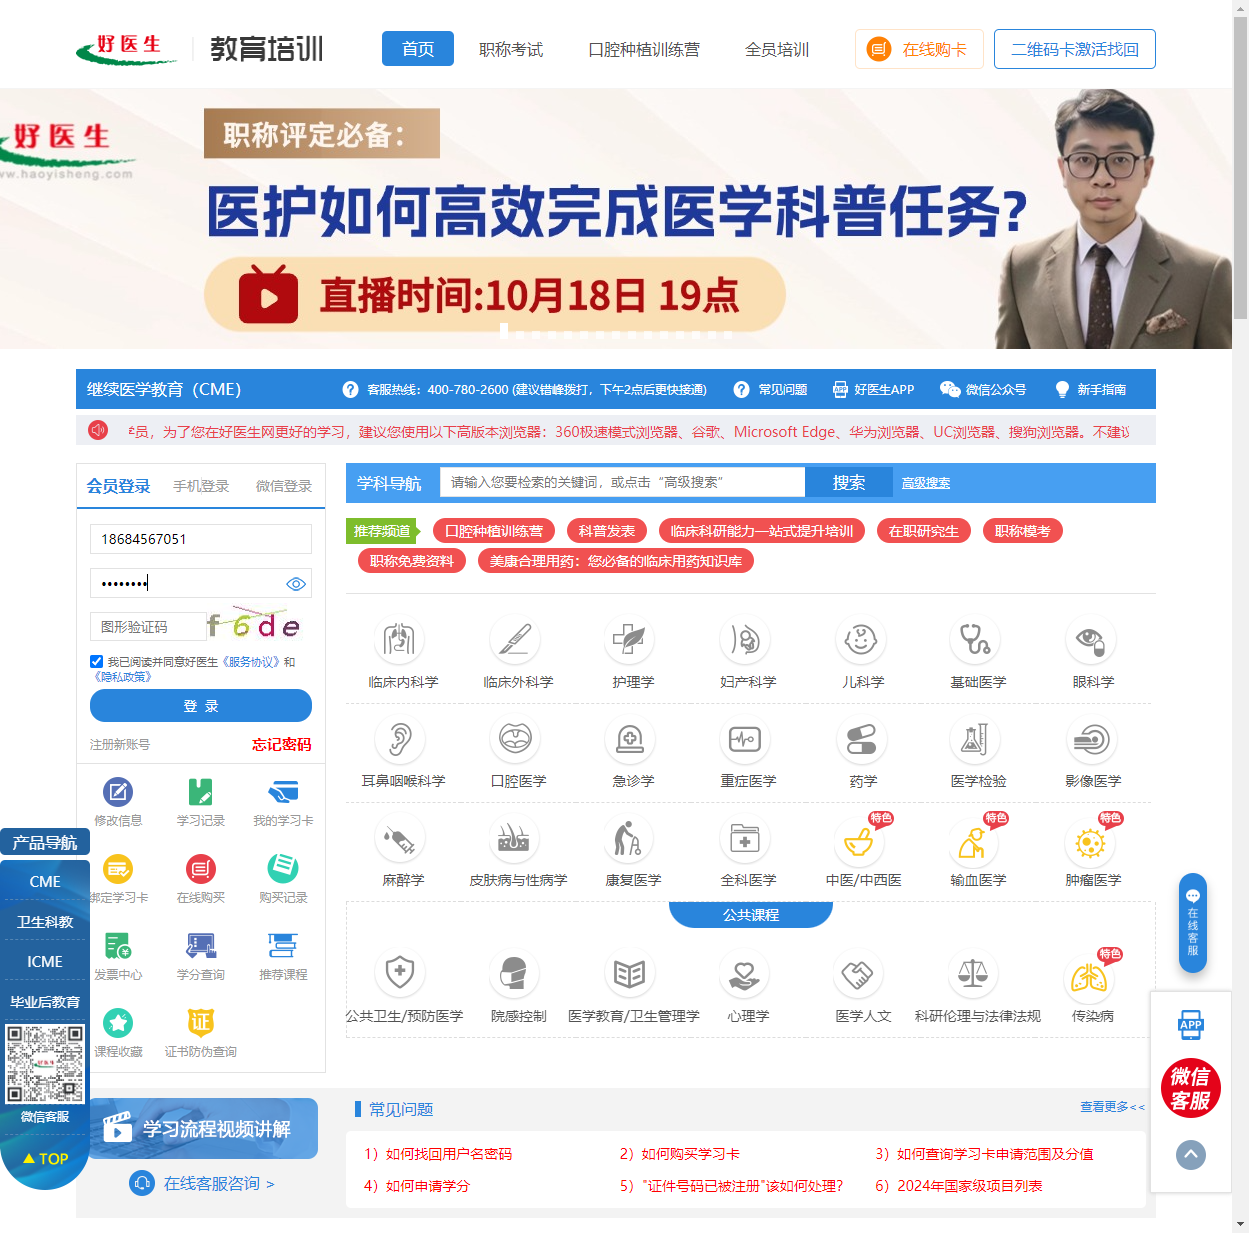 好医生 教育培训 首页 职称考试 口腔种植训练营 全员培训 在线购卡 二维码卡激活找回
好医生
www.haoyisheng.com
职称评定必备：
医护如何高效完成医学科普任务?
直播时间:10月18日 19点
继续医学教育（CME） 客服热线：400-780-2600 (建议错峰拨打，下午2点后更快接通) 常见问题 好医生APP 微信公众号 新手指南
员，为了您在好医生网更好的学习，建议您使用以下高版本浏览器：360极速模式浏览器、谷歌、Microsoft Edge、华为浏览器、UC浏览器、搜狗浏览器。不建议
会员登录 手机登录 微信登录
18684567051
••••••••
图形验证码 f6de
我已阅读并同意好医生《服务协议》和
《隐私政策》
登 录
注册新账号 忘记密码
修改信息 学习记录 我的学习卡
绑定学习卡 在线购买 购买记录
发票中心 学分查询 推荐课程
课程收藏 证书防伪查询
证
学科导航 请输入您要检索的关键词，或点击“高级搜索” 搜索 高级搜索
推荐频道 口腔种植训练营 科普发表 临床科研能力一站式提升培训 在职研究生 职称模考
职称免费资料 美康合理用药：您必备的临床用药知识库
临床内科学 临床外科学 护理学 妇产科学 儿科学 基础医学 眼科学
耳鼻咽喉科学 口腔医学 急诊学 重症医学 药学 医学检验 影像医学
特色 特色 特色
麻醉学 皮肤病与性病学 康复医学 全科医学 中医/中西医 输血医学 肿瘤医学
公共课程
特色
公共卫生/预防医学 院感控制 医学教育/卫生管理学 心理学 医学人文 科研伦理与法律法规 传染病
产品导航
CME
卫生科教
ICME
毕业后教育
微信客服
▲TOP
学习流程视频讲解
在线客服咨询 >
常见问题 查看更多<<
1）如何找回用户名密码 2）如何购买学习卡 3）如何查询学习卡申请范围及分值
4）如何申请学分 5）"证件号码已被注册"该如何处理? 6）2024年国家级项目列表
在线客服
APP
微信
客服